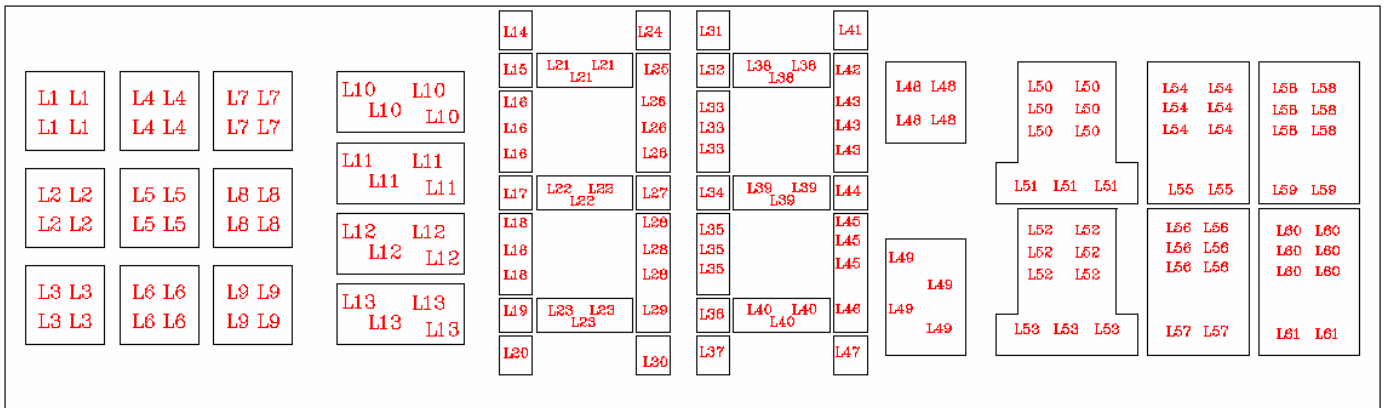 L1 L1
L1 L1
L2 L2
L2 L2
L3 L3
L3 L3
L4 L4
L4 L4
L5 L5
L5 L5
L6 L6
L6 L6
L7 L7
L7 L7
L8 L8
L8 L8
L9 L9
L9 L9
L10 L10
L10 L10
L11 L11
L11 L11
L12 L12
L12 L12
L13 L13
L13 L13
L14
L15
L16
L16
L16
L17
L18
L18
L18
L19
L20
L21 L21
L21
L22 L22
L22
L23 L23
L23
L24
L25
L26
L26
L26
L27
L28
L28
L28
L29
L30
L31
L32
L33
L33
L33
L34
L35
L35
L35
L36
L37
L38 L38
L38
L39 L39
L39
L40 L40
L40
L41
L42
L43
L43
L43
L44
L45
L45
L45
L46
L47
L48 L48
L48 L48
L49
L49
L49
L49
L50 L50
L50 L50
L50 L50
L51 L51 L51
L52 L52
L52 L52
L52 L52
L53 L53 L53
L54 L54
L54 L54
L54 L54
L55 L55
L56 L56
L56 L56
L56 L56
L57 L57
L58 L58
L58 L58
L58 L58
L59 L59
L60 L60
L60 L60
L60 L60
L61 L61